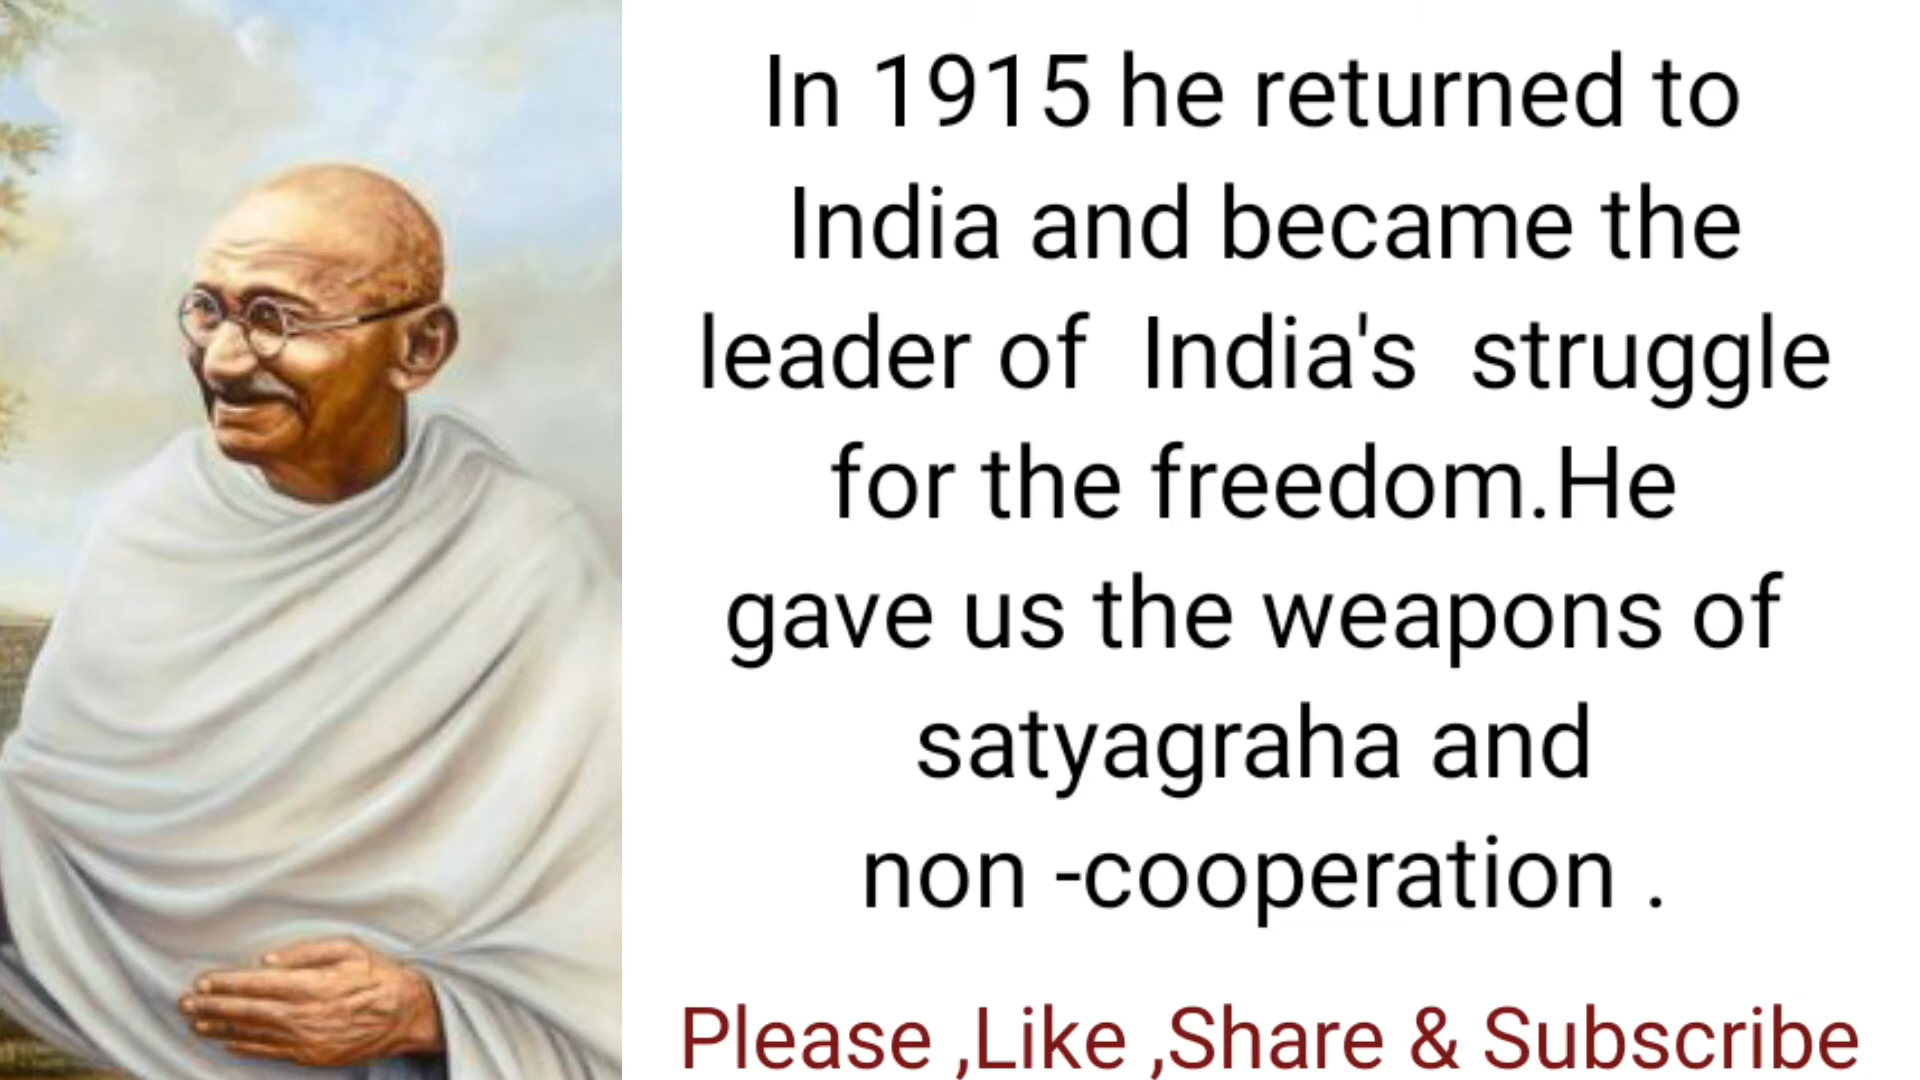 In 1915 he returned to
India and became the
leader of  India's  struggle
for the freedom.He
gave us the weapons of
satyagraha and
non -cooperation .
Please ,Like ,Share & Subscribe